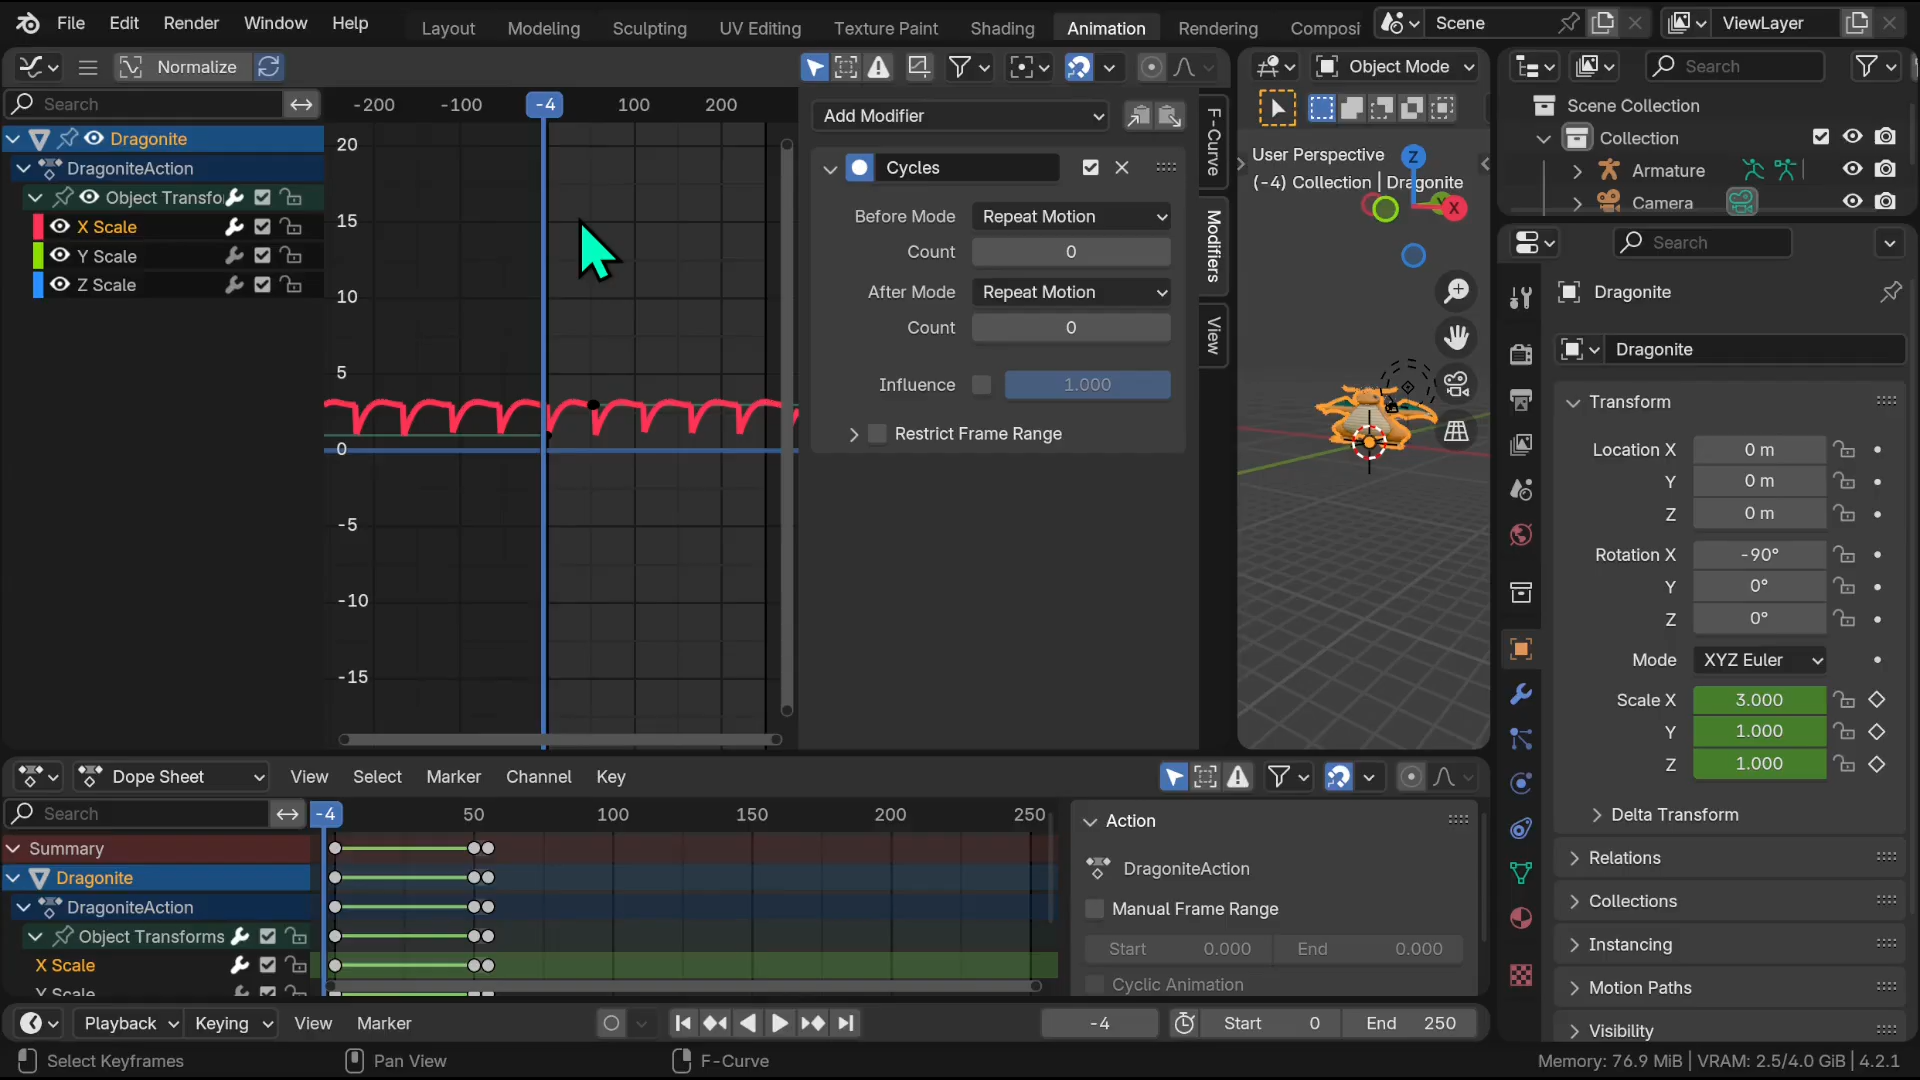 File Edit Render Window Help Layout Modeling Sculpting UV Editing Texture Paint Shading Animation Rendering Composi Scene ViewLayer
Normalize
Search
-200 -100 -4 100 200
Dragonite
DragoniteAction
Object Transfo
X Scale
Y Scale
Z Scale
20
15
10
5
0
-5
-10
-15
Add Modifier
Cycles
Before Mode Repeat Motion
Count 0
After Mode Repeat Motion
Count 0
Influence 1.000
Restrict Frame Range
F-Curve
Modifiers
View
Object Mode
User Perspective
(-4) Collection | Dragonite
Z
Y
X
Search
Scene Collection
Collection
Armature
Camera
Search
Dragonite
Dragonite
Transform
Location X 0 m
Y 0 m
Z 0 m
Rotation X -90°
Y 0°
Z 0°
Mode XYZ Euler
Scale X 3.000
Y 1.000
Z 1.000
Delta Transform
Relations
Collections
Instancing
Motion Paths
Visibility
Dope Sheet View Select Marker Channel Key
Search
-4 50 100 150 200 250
Summary
Dragonite
DragoniteAction
Object Transforms
X Scale
Y Scale
Action
DragoniteAction
Manual Frame Range
Start 0.000 End 0.000
Cyclic Animation
Playback Keying View Marker -4 Start 0 End 250
Select Keyframes Pan View F-Curve Memory: 76.9 MiB | VRAM: 2.5/4.0 GiB | 4.2.1